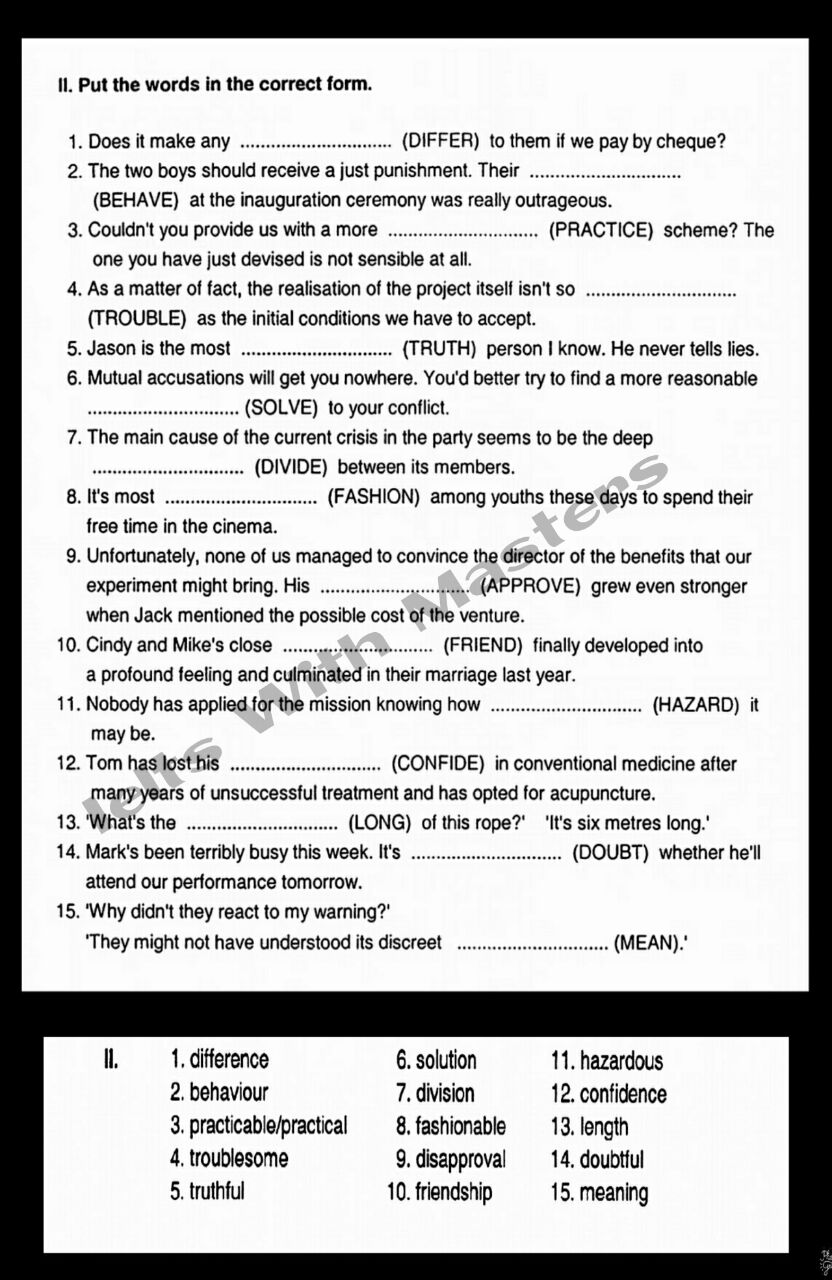 II. Put the words in the correct form.
1. Does it make any .............................. (DIFFER) to them if we pay by cheque?
2. The two boys should receive a just punishment. Their ..............................
(BEHAVE) at the inauguration ceremony was really outrageous.
3. Couldn't you provide us with a more .............................. (PRACTICE) scheme? The
one you have just devised is not sensible at all.
4. As a matter of fact, the realisation of the project itself isn't so ..............................
(TROUBLE) as the initial conditions we have to accept.
5. Jason is the most .............................. (TRUTH) person I know. He never tells lies.
6. Mutual accusations will get you nowhere. You'd better try to find a more reasonable
.............................. (SOLVE) to your conflict.
7. The main cause of the current crisis in the party seems to be the deep
.............................. (DIVIDE) between its members.
8. It's most .............................. (FASHION) among youths these days to spend their
free time in the cinema.
9. Unfortunately, none of us managed to convince the director of the benefits that our
experiment might bring. His .............................. (APPROVE) grew even stronger
when Jack mentioned the possible cost of the venture.
10. Cindy and Mike's close .............................. (FRIEND) finally developed into
a profound feeling and culminated in their marriage last year.
11. Nobody has applied for the mission knowing how .............................. (HAZARD) it
may be.
12. Tom has lost his .............................. (CONFIDE) in conventional medicine after
many years of unsuccessful treatment and has opted for acupuncture.
13. 'What's the .............................. (LONG) of this rope?' 'It's six metres long.'
14. Mark's been terribly busy this week. It's .............................. (DOUBT) whether he'll
attend our performance tomorrow.
15. 'Why didn't they react to my warning?'
'They might not have understood its discreet .............................. (MEAN).'
Ielts With Masters
II. 1. difference 6. solution 11. hazardous
2. behaviour 7. division 12. confidence
3. practicable/practical 8. fashionable 13. length
4. troublesome 9. disapproval 14. doubtful
5. truthful 10. friendship 15. meaning